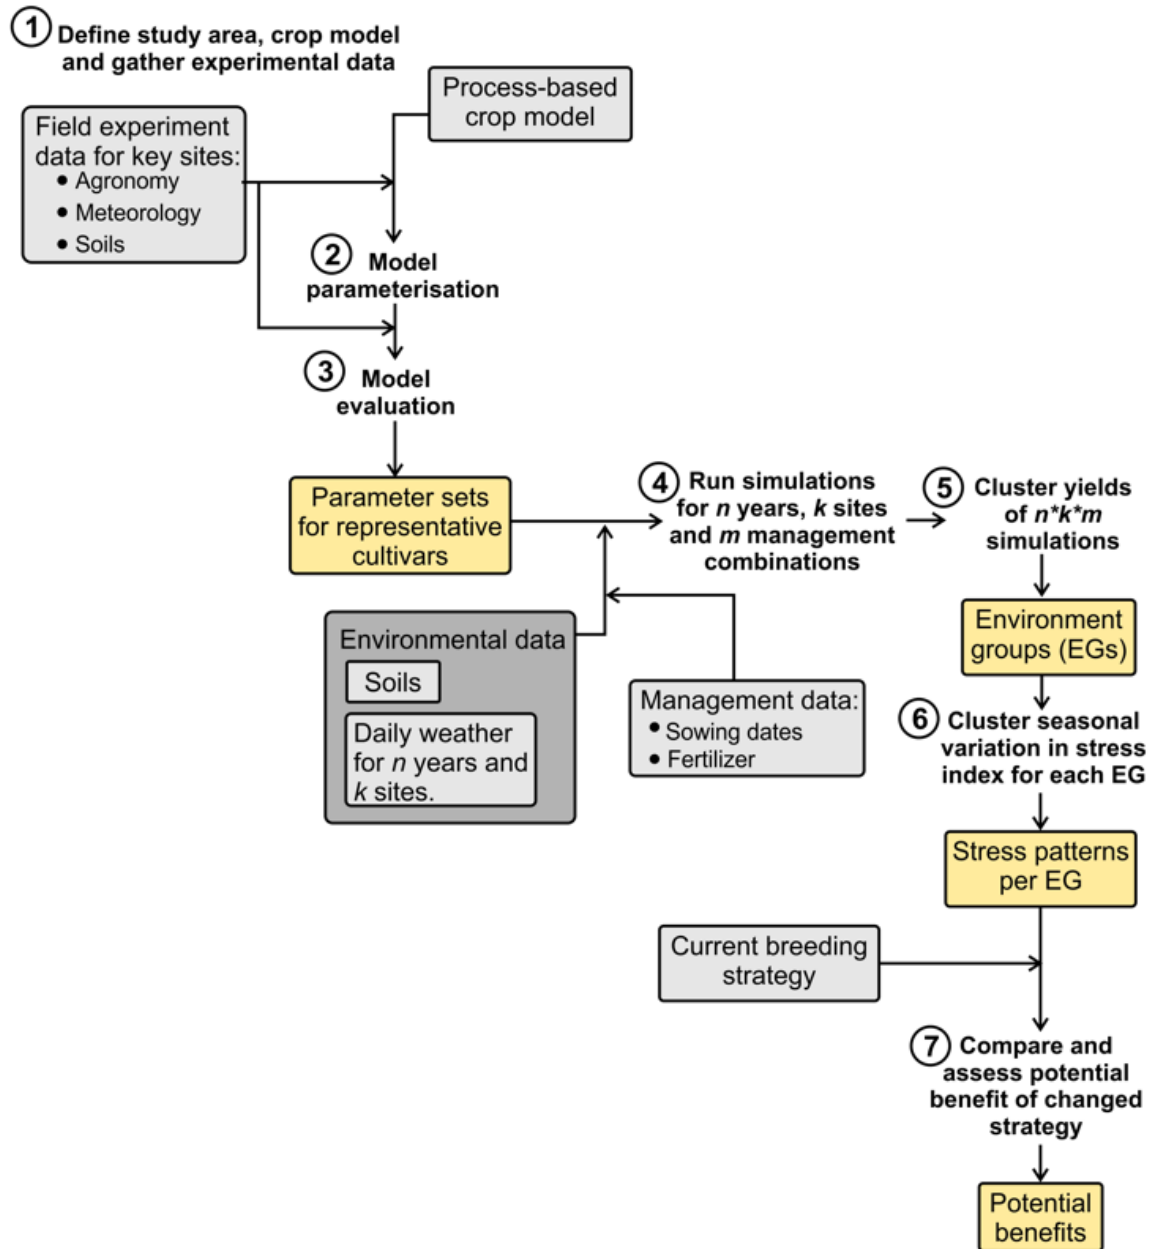 1
Define study area, crop model
and gather experimental data
Process-based
crop model
Field experiment
data for key sites:
• Agronomy
• Meteorology
• Soils
2
Model
parameterisation
3
Model
evaluation
Parameter sets
for representative
cultivars
4
Run simulations
for n years, k sites
and m management
combinations
5
Cluster yields
of n*k*m
simulations
Environment
groups (EGs)
Environmental data
Soils
Daily weather
for n years and
k sites.
Management data:
• Sowing dates
• Fertilizer
6
Cluster seasonal
variation in stress
index for each EG
Stress patterns
per EG
Current breeding
strategy
7
Compare and
assess potential
benefit of changed
strategy
Potential
benefits